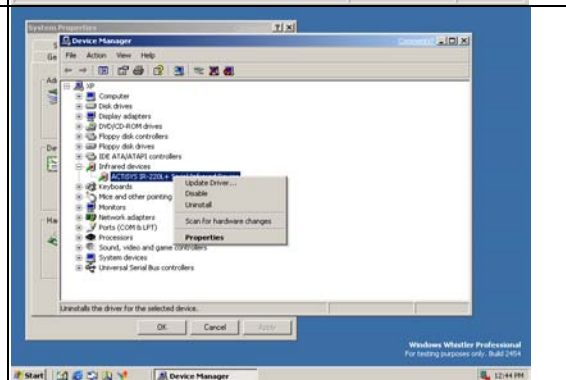 System Properties
Device Manager
Comments?
File Action View Help
XP
Computer
Disk drives
Display adapters
DVD/CD-ROM drives
Floppy disk controllers
Floppy disk drives
IDE ATA/ATAPI controllers
Infrared devices
ACTiSYS IR-220L+
Keyboards
Mice and other pointing
Monitors
Network adapters
Ports (COM & LPT)
Processors
Sound, video and game controllers
System devices
Universal Serial Bus controllers
Update Driver...
Disable
Uninstall
Scan for hardware changes
Properties
Uninstalls the driver for the selected device.
OK Cancel Apply
Windows Whistler Professional
For testing purposes only. Build 2454
Start Device Manager 12:44 PM